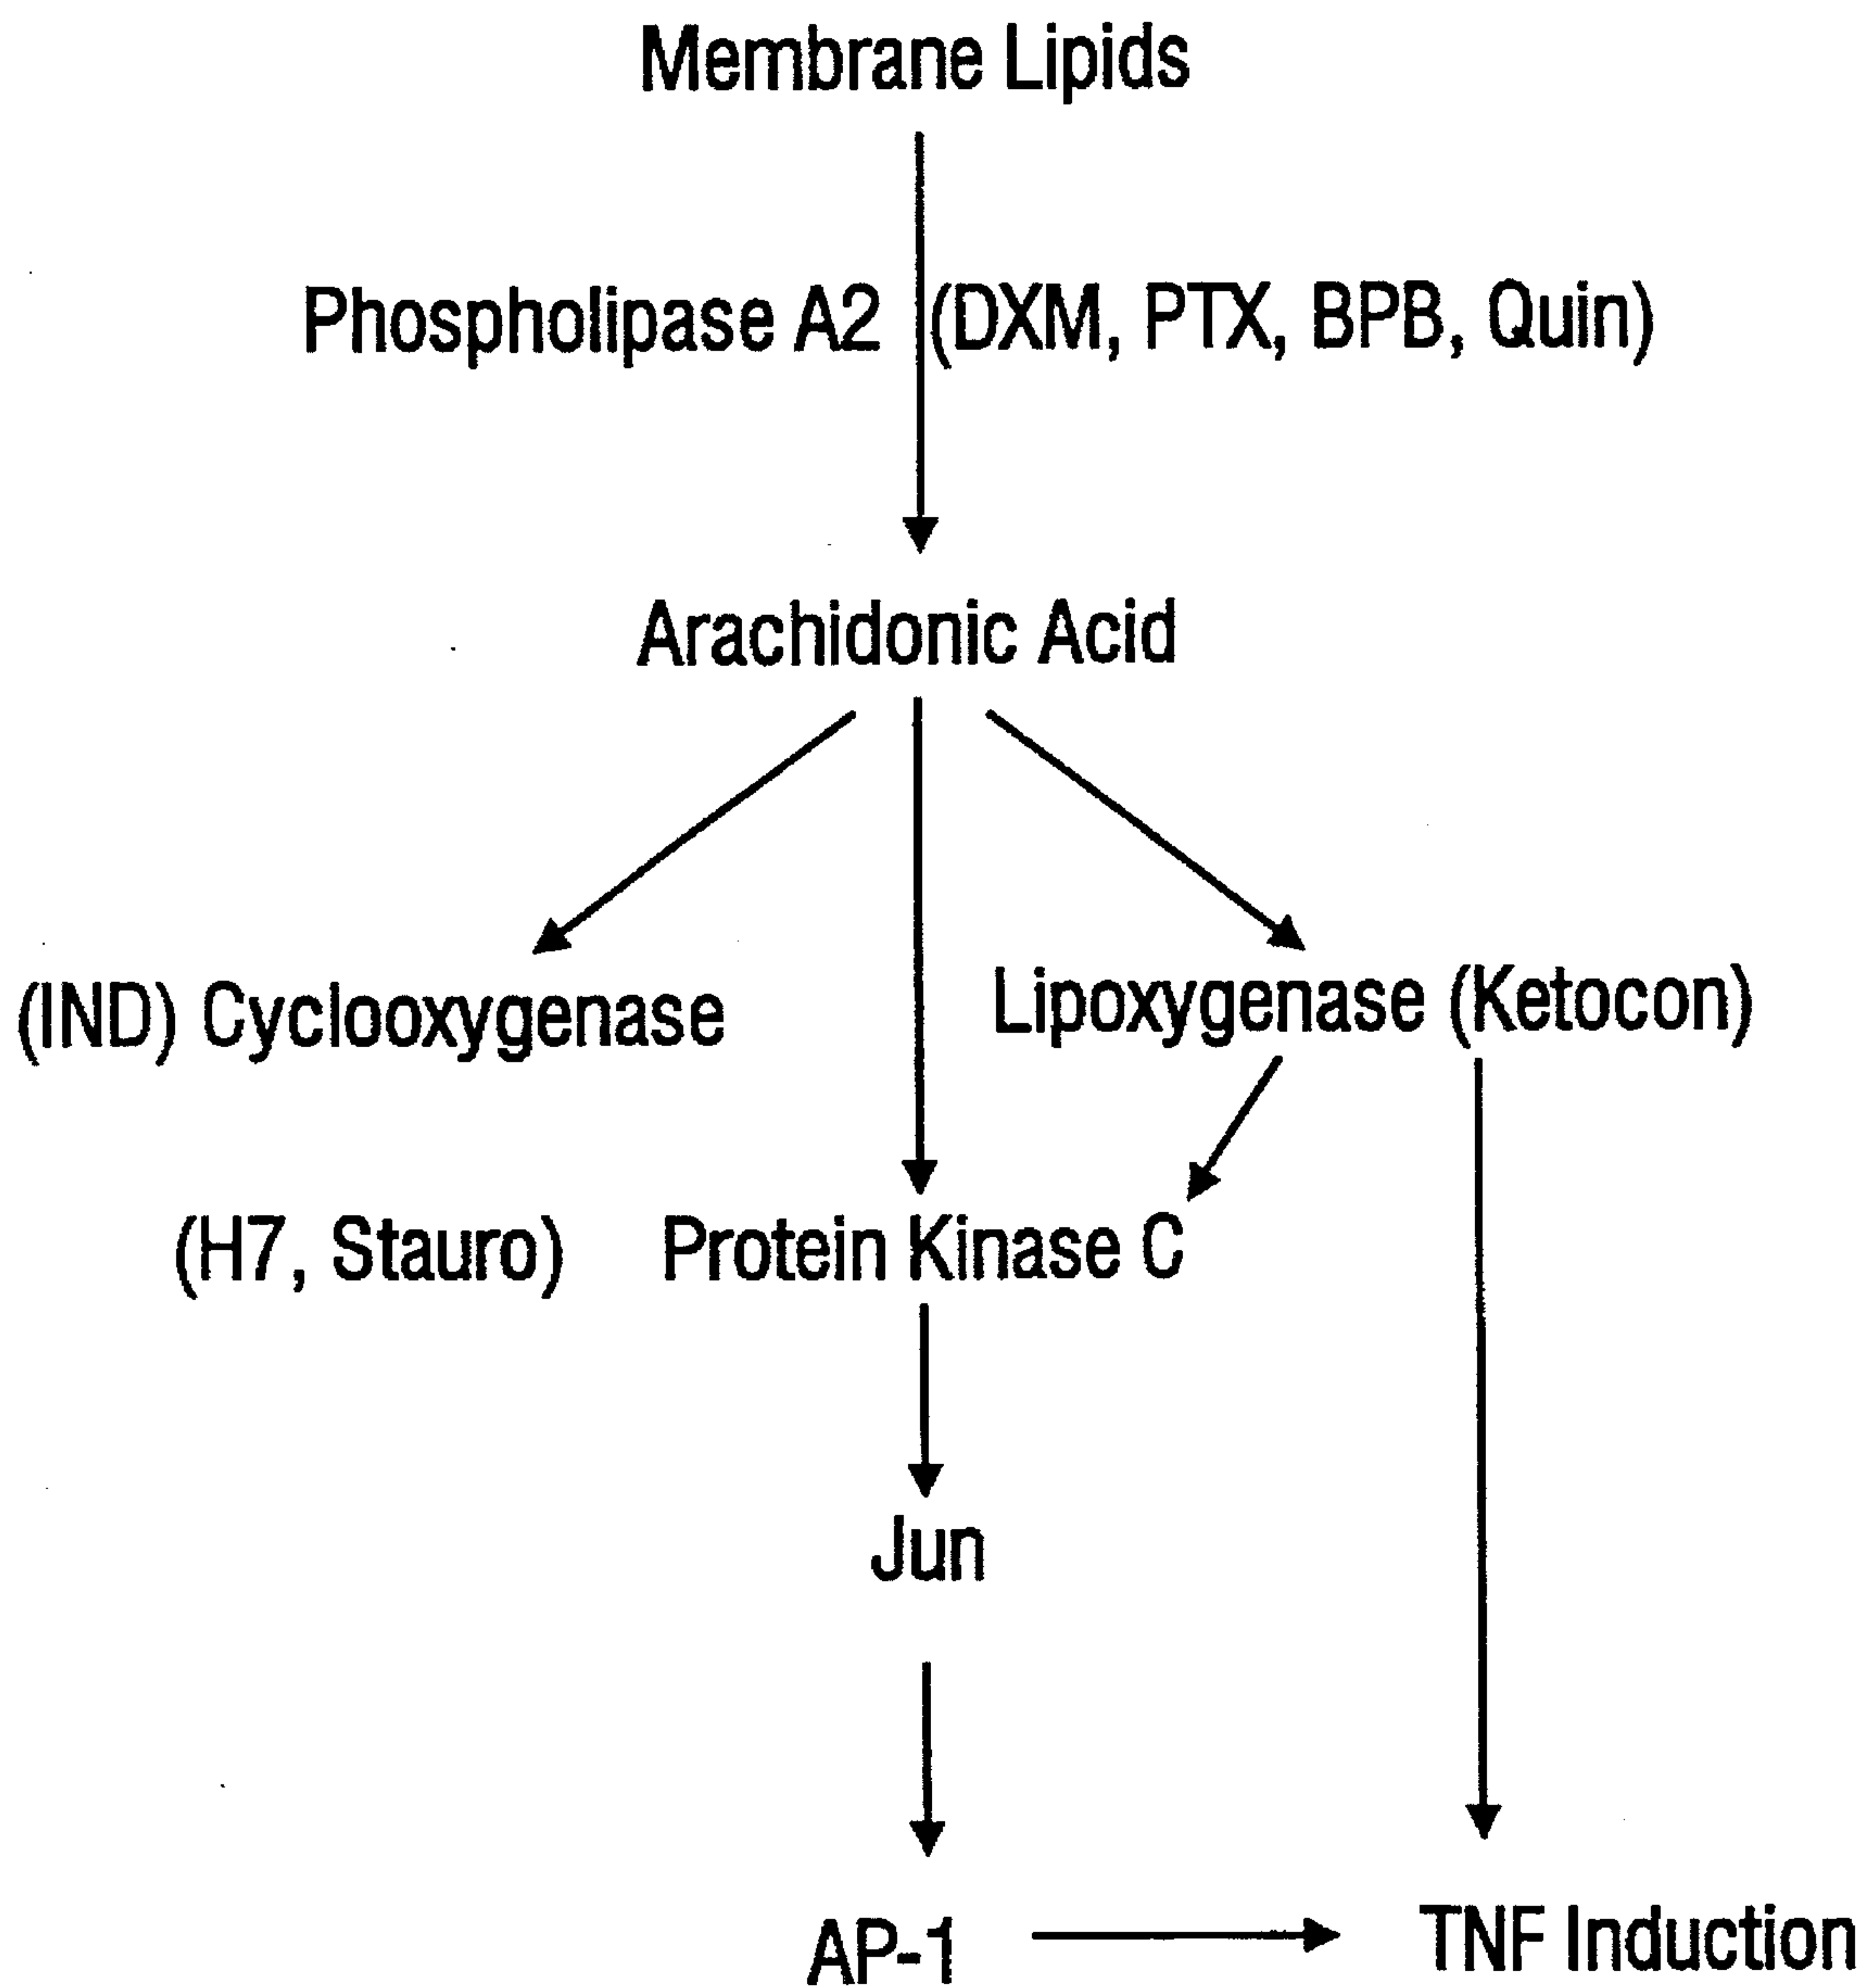 Membrane Lipids
Phospholipase A2 (DXM, PTX, BPB, Quin)
Arachidonic Acid
(IND) Cyclooxygenase
Lipoxygenase (Ketocon)
(H7, Stauro) Protein Kinase C
Jun
AP-1
TNF Induction